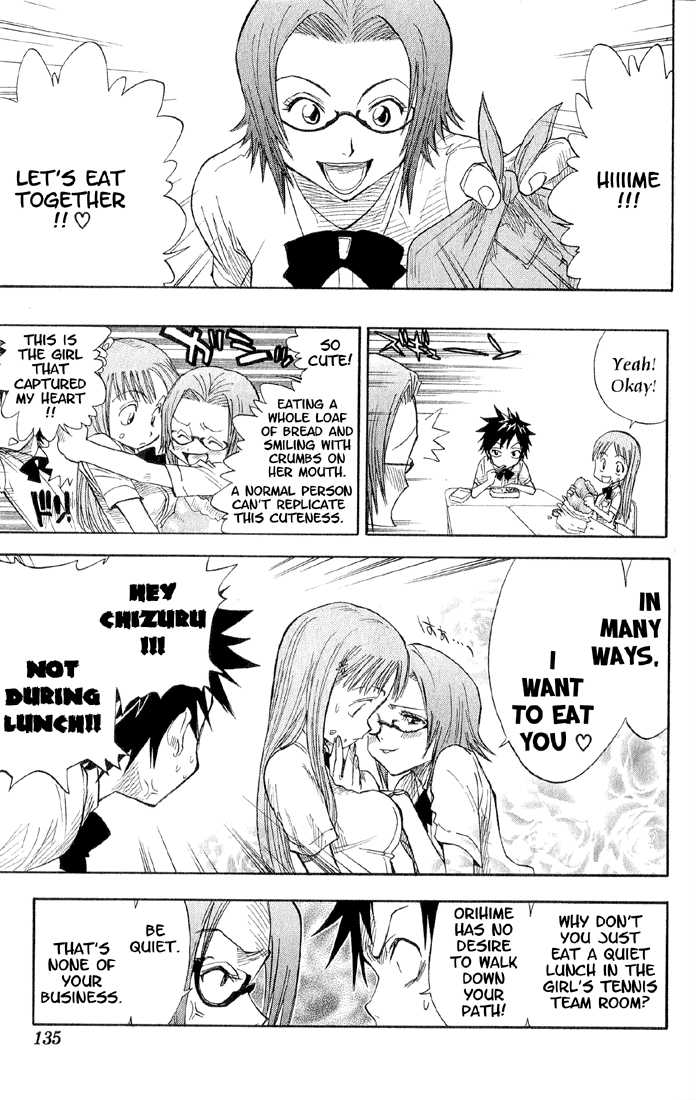 HIIIIME
!!!
LET'S EAT
TOGETHER
!! ♡
Yeah!
Okay!
SO
CUTE!
EATING A
WHOLE LOAF
OF BREAD AND
SMILING WITH
CRUMBS ON
HER MOUTH.
A NORMAL PERSON
CAN'T REPLICATE
THIS CUTENESS.
THIS IS
THE GIRL
THAT
CAPTURED
MY HEART
!!
IN
MANY
WAYS,
I
WANT
TO EAT
YOU ♡
HEY
CHIZURU
!!!
NOT
DURING
LUNCH!!
WHY DON'T
YOU JUST
EAT A QUIET
LUNCH IN THE
GIRL'S TENNIS
TEAM ROOM?
ORIHIME
HAS NO
DESIRE
TO WALK
DOWN
YOUR
PATH!
BE
QUIET.
THAT'S
NONE OF
YOUR
BUSINESS.
135